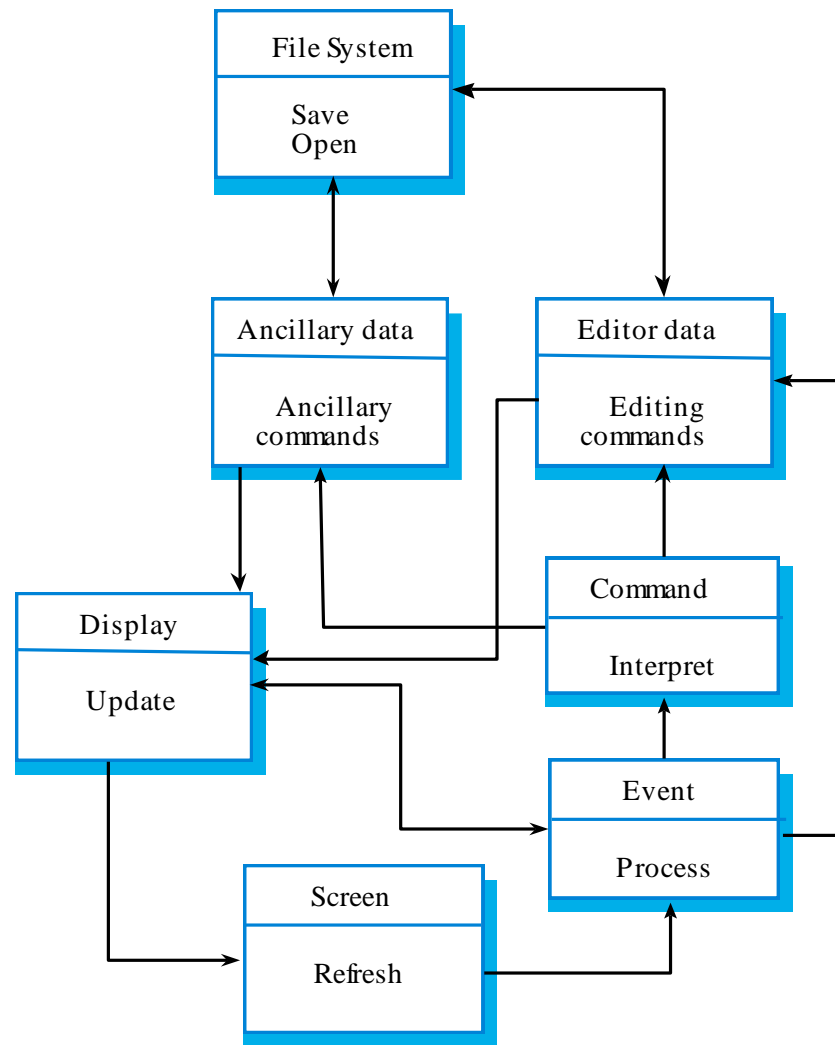 File System
Save
Open
Ancillary data
Ancillary
commands
Editor data
Editing
commands
Command
Interpret
Display
Update
Event
Process
Screen
Refresh